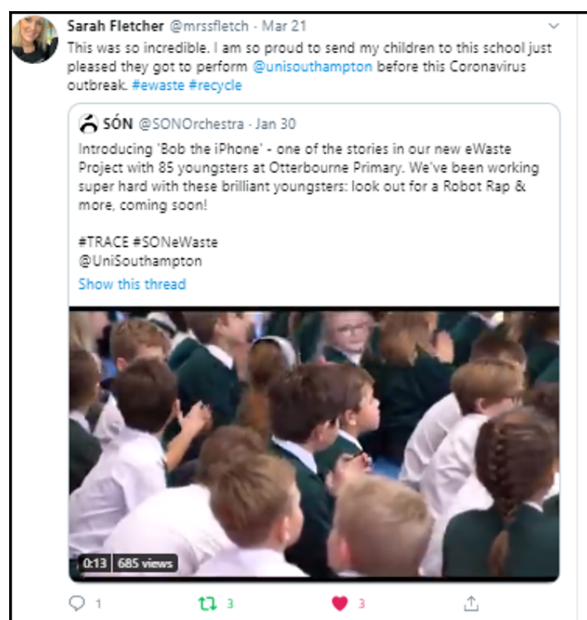 Sarah Fletcher @mrssfletch · Mar 21
This was so incredible. I am so proud to send my children to this school just
pleased they got to perform @unisouthampton before this Coronavirus
outbreak. #ewaste #recycle
SÓN @SONOrchestra · Jan 30
Introducing 'Bob the iPhone' - one of the stories in our new eWaste
Project with 85 youngsters at Otterbourne Primary. We've been working
super hard with these brilliant youngsters: look out for a Robot Rap &
more, coming soon!
#TRACE #SONeWaste
@UniSouthampton
Show this thread
0:13 685 views
1 3 3